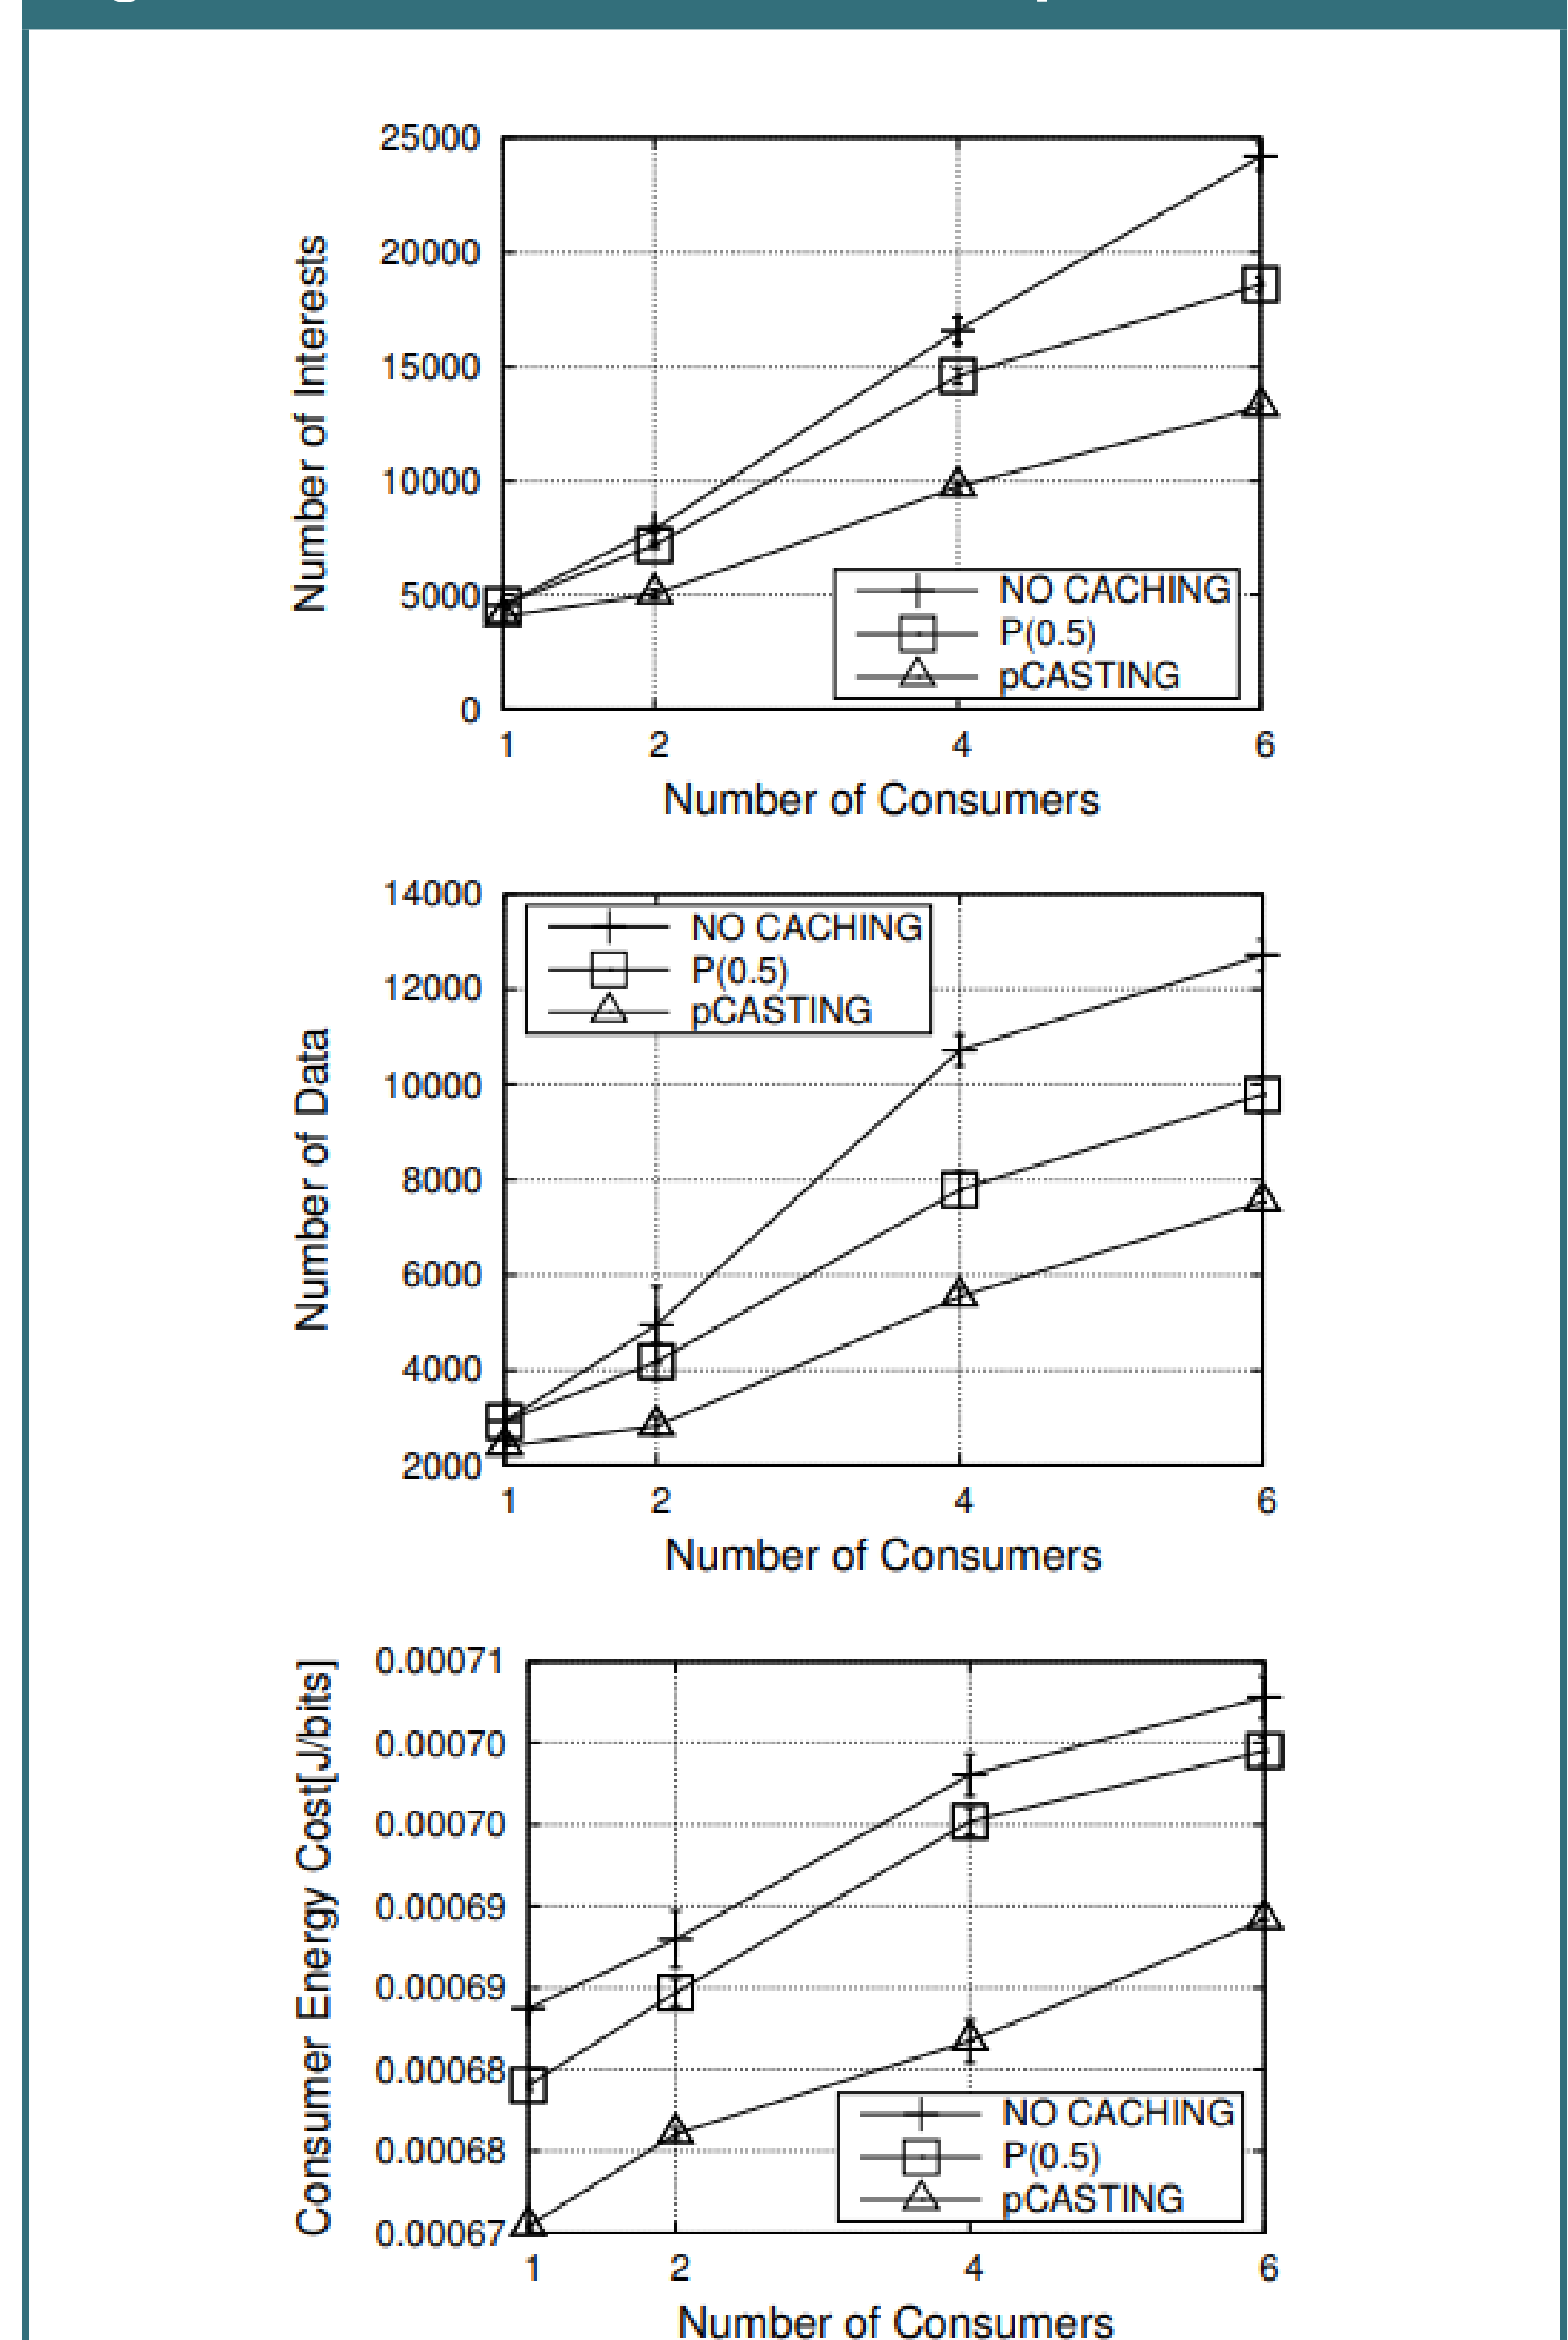 25000
20000
15000
10000
5000
0
Number of Interests
NO CACHING
P(0.5)
pCASTING
1 2 4 6
Number of Consumers
14000
12000
10000
8000
6000
4000
2000
Number of Data
NO CACHING
P(0.5)
pCASTING
1 2 4 6
Number of Consumers
0.00071
0.00070
0.00070
0.00069
0.00069
0.00068
0.00068
0.00067
Consumer Energy Cost[J/bits]
NO CACHING
P(0.5)
pCASTING
1 2 4 6
Number of Consumers